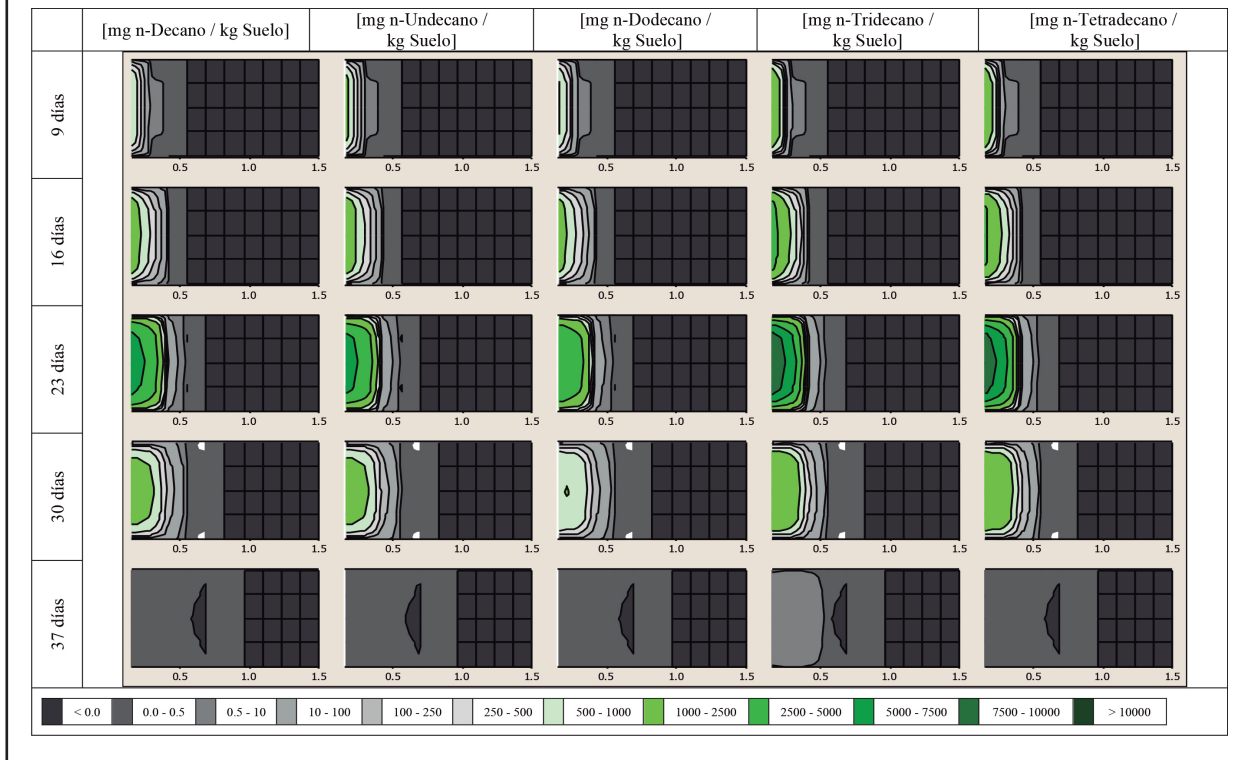 [mg n-Decano / kg Suelo]
[mg n-Undecano /
kg Suelo]
[mg n-Dodecano /
kg Suelo]
[mg n-Tridecano /
kg Suelo]
[mg n-Tetradecano /
kg Suelo]
9 días
0.5 1.0 1.5 0.5 1.0 1.5 0.5 1.0 1.5 0.5 1.0 1.5 0.5 1.0 1.5
16 días
0.5 1.0 1.5 0.5 1.0 1.5 0.5 1.0 1.5 0.5 1.0 1.5 0.5 1.0 1.5
23 días
0.5 1.0 1.5 0.5 1.0 1.5 0.5 1.0 1.5 0.5 1.0 1.5 0.5 1.0 1.5
30 días
0.5 1.0 1.5 0.5 1.0 1.5 0.5 1.0 1.5 0.5 1.0 1.5 0.5 1.0 1.5
37 días
0.5 1.0 1.5 0.5 1.0 1.5 0.5 1.0 1.5 0.5 1.0 1.5 0.5 1.0 1.5
< 0.0 0.0 - 0.5 0.5 - 10 10 - 100 100 - 250 250 - 500 500 - 1000 1000 - 2500 2500 - 5000 5000 - 7500 7500 - 10000 > 10000